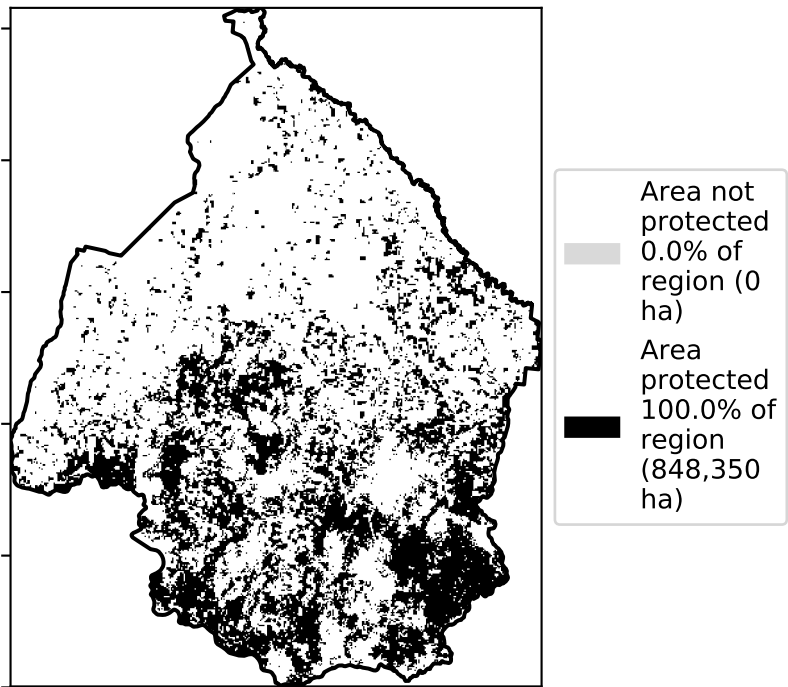 Area not
protected
0.0% of
region (0
ha)
Area
protected
100.0% of
region
(848,350
ha)